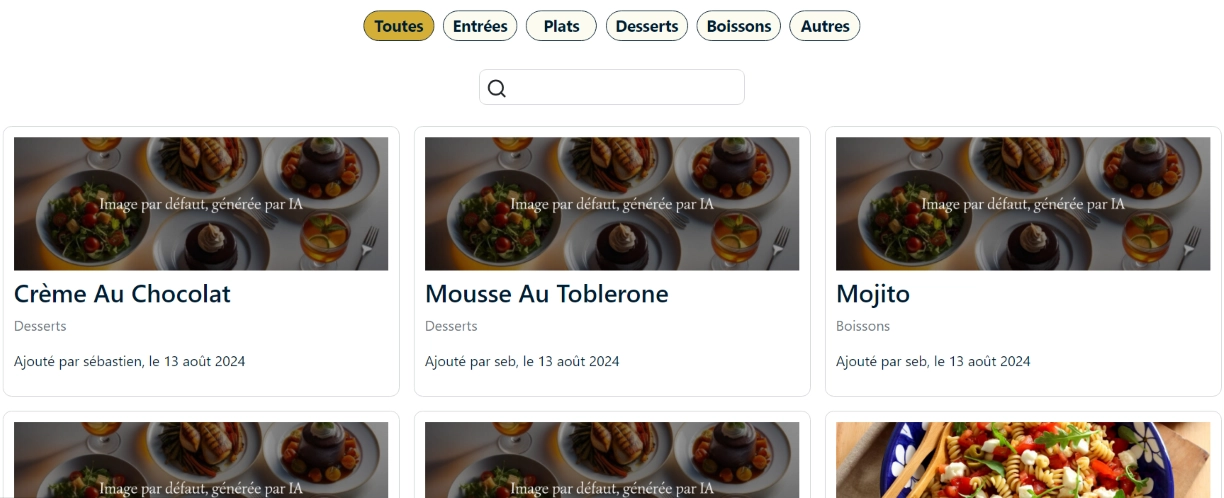 Toutes Entrées Plats Desserts Boissons Autres
Image par défaut, générée par IA
Crème Au Chocolat
Desserts
Ajouté par sébastien, le 13 août 2024
Image par défaut, générée par IA
Mousse Au Toblerone
Desserts
Ajouté par seb, le 13 août 2024
Image par défaut, générée par IA
Mojito
Boissons
Ajouté par seb, le 13 août 2024
Image par défaut, générée par IA
Image par défaut, générée par IA